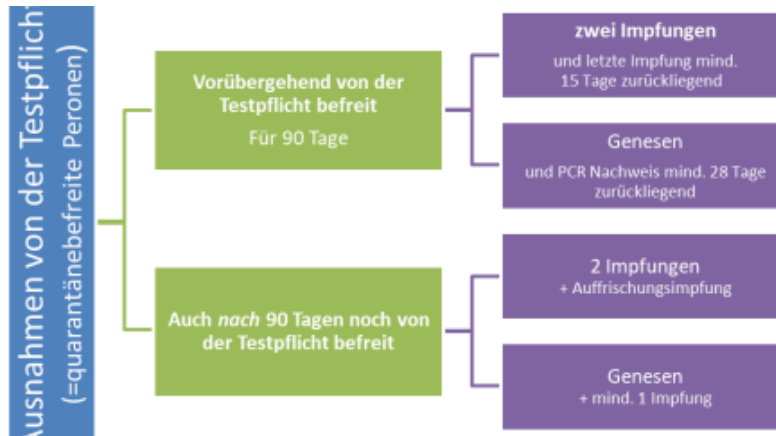 Ausnahmen von der Testpflich
(=quarantänebefreite Peronen)
Vorübergehend von der
Testpflicht befreit
Für 90 Tage
zwei Impfungen
und letzte Impfung mind.
15 Tage zurückliegend
Genesen
und PCR Nachweis mind. 28 Tage
zurückliegend
Auch nach 90 Tagen noch von
der Testpflicht befreit
2 Impfungen
+ Auffrischungsimpfung
Genesen
+ mind. 1 Impfung